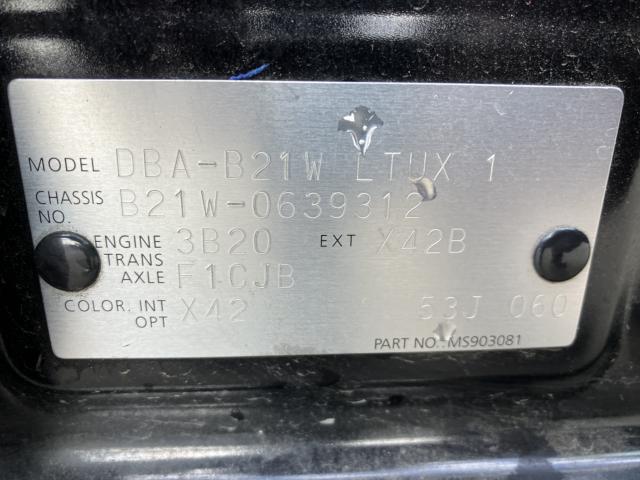 MODEL DBA-B21W LTUX 1
CHASSIS NO. B21W-0639312
ENGINE 3B20 EXT X42B
TRANS AXLE F1CJB
COLOR, INT OPT X42 53J 060
PART NO. MS903081